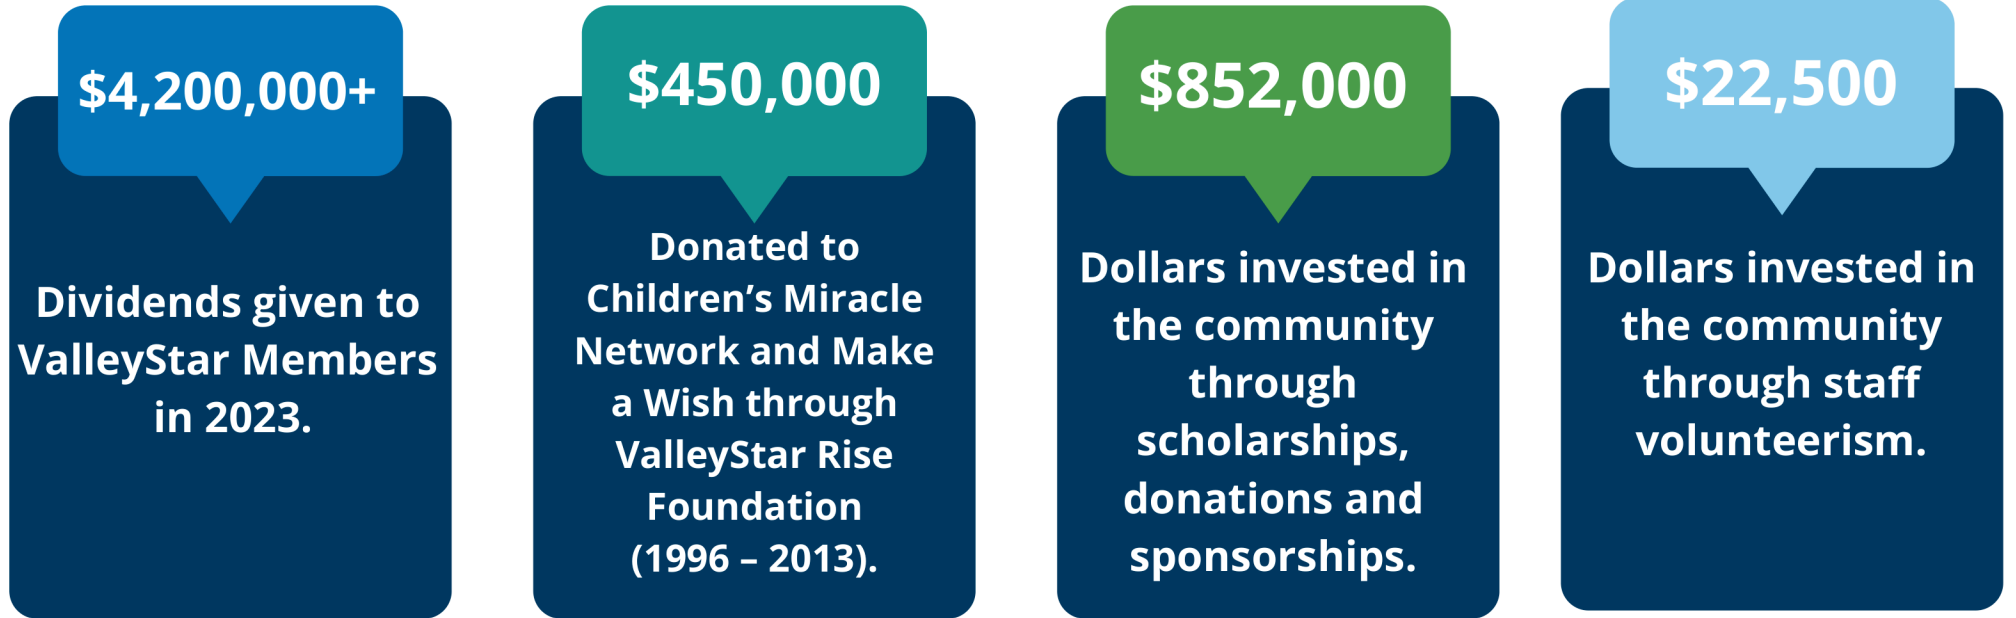 $4,200,000+
Dividends given to
ValleyStar Members
in 2023.
$450,000
Donated to
Children’s Miracle
Network and Make
a Wish through
ValleyStar Rise
Foundation
(1996 – 2013).
$852,000
Dollars invested in
the community
through
scholarships,
donations and
sponsorships.
$22,500
Dollars invested in
the community
through staff
volunteerism.